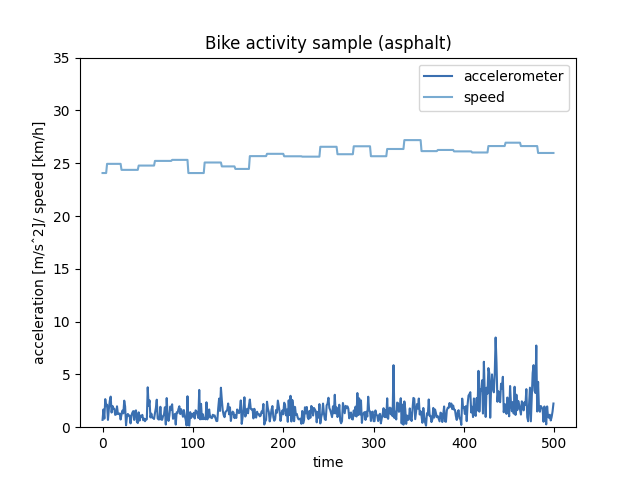 Bike activity sample (asphalt)
accelerometer
speed
acceleration [m/sˆ2]/ speed [km/h]
35
30
25
20
15
10
5
0
0
100
200
300
400
500
time